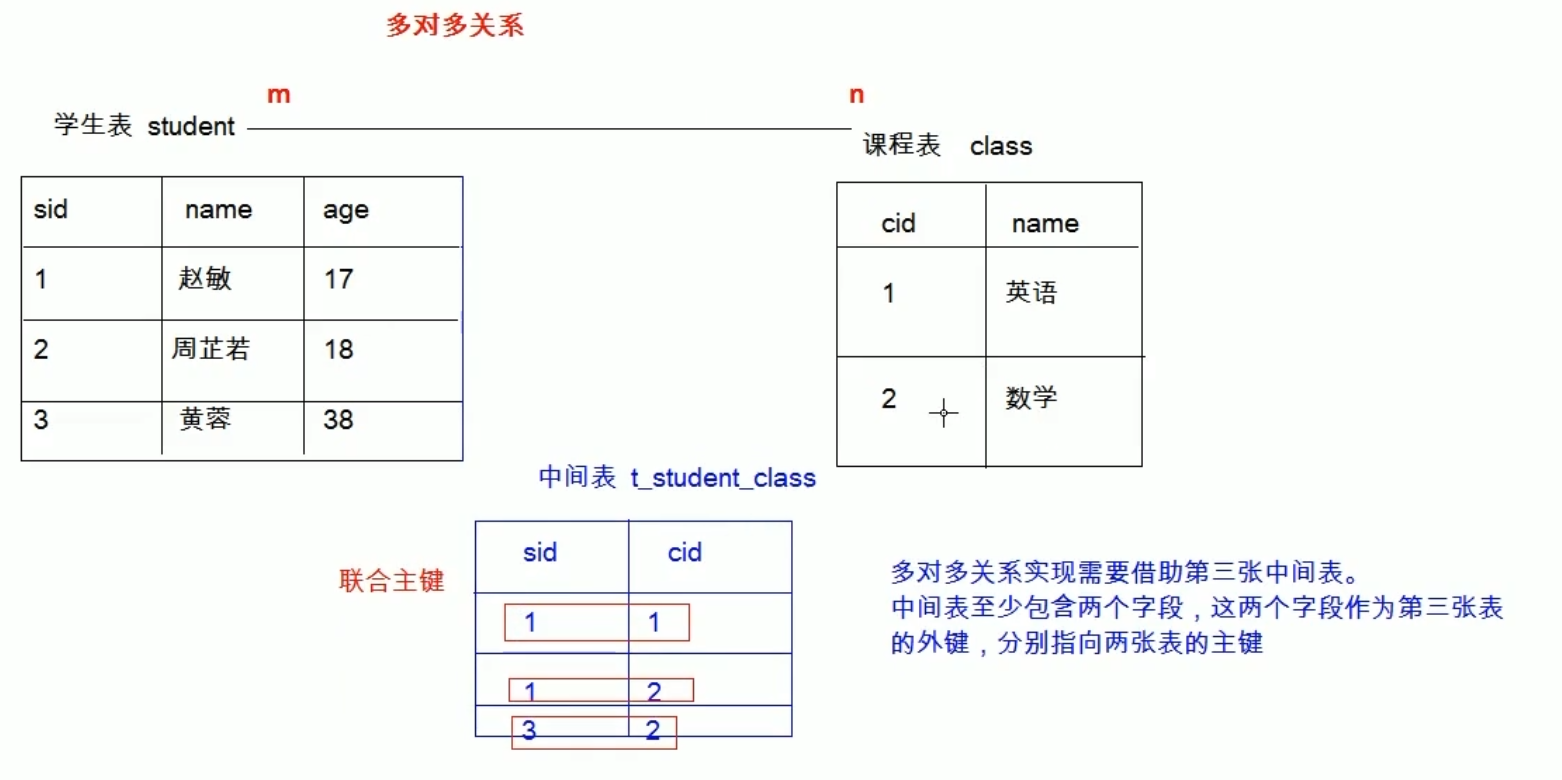 多对多关系
m n
学生表 student
课程表 class
sid name age
1 赵敏 17
2 周芷若 18
3 黄蓉 38
cid name
1 英语
2 数学
中间表 t_student_class
联合主键
sid cid
1 1
1 2
3 2
多对多关系实现需要借助第三张中间表。
中间表至少包含两个字段，这两个字段作为第三张表
的外键，分别指向两张表的主键